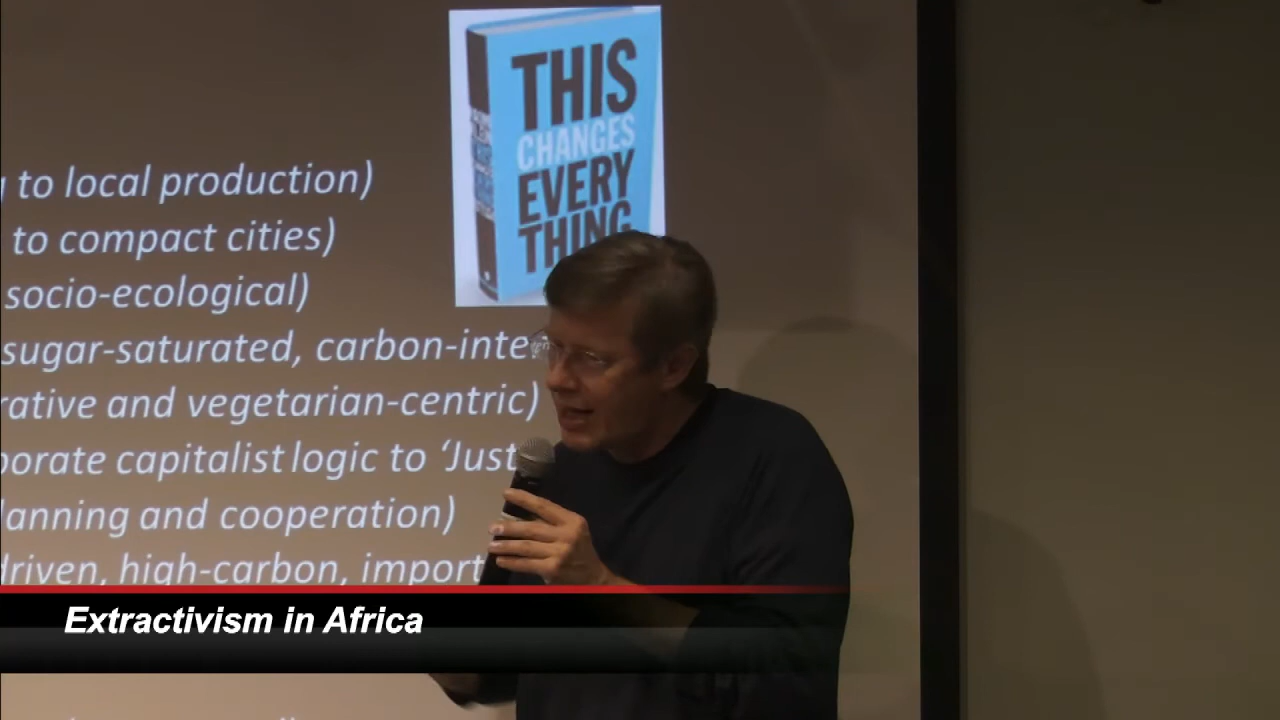 THIS
CHANGES
EVERY
THING
to local production)
to compact cities)
socio-ecological)
sugar-saturated, carbon-inte
rative and vegetarian-centric)
porate capitalist logic to ‘Just
lanning and cooperation)
driven, high-carbon, import
Extractivism in Africa